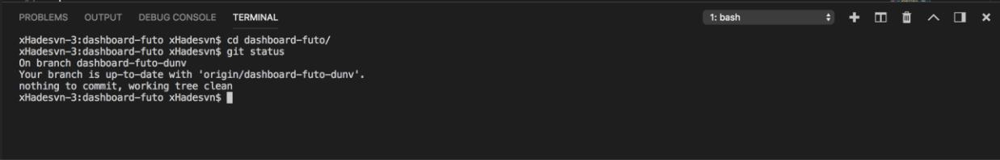 PROBLEMS OUTPUT DEBUG CONSOLE TERMINAL 1: bash
xHadesvn-3:dashboard-futo xHadesvn$ cd dashboard-futo/
xHadesvn-3:dashboard-futo xHadesvn$ git status
On branch dashboard-futo-dunv
Your branch is up-to-date with 'origin/dashboard-futo-dunv'.
nothing to commit, working tree clean
xHadesvn-3:dashboard-futo xHadesvn$